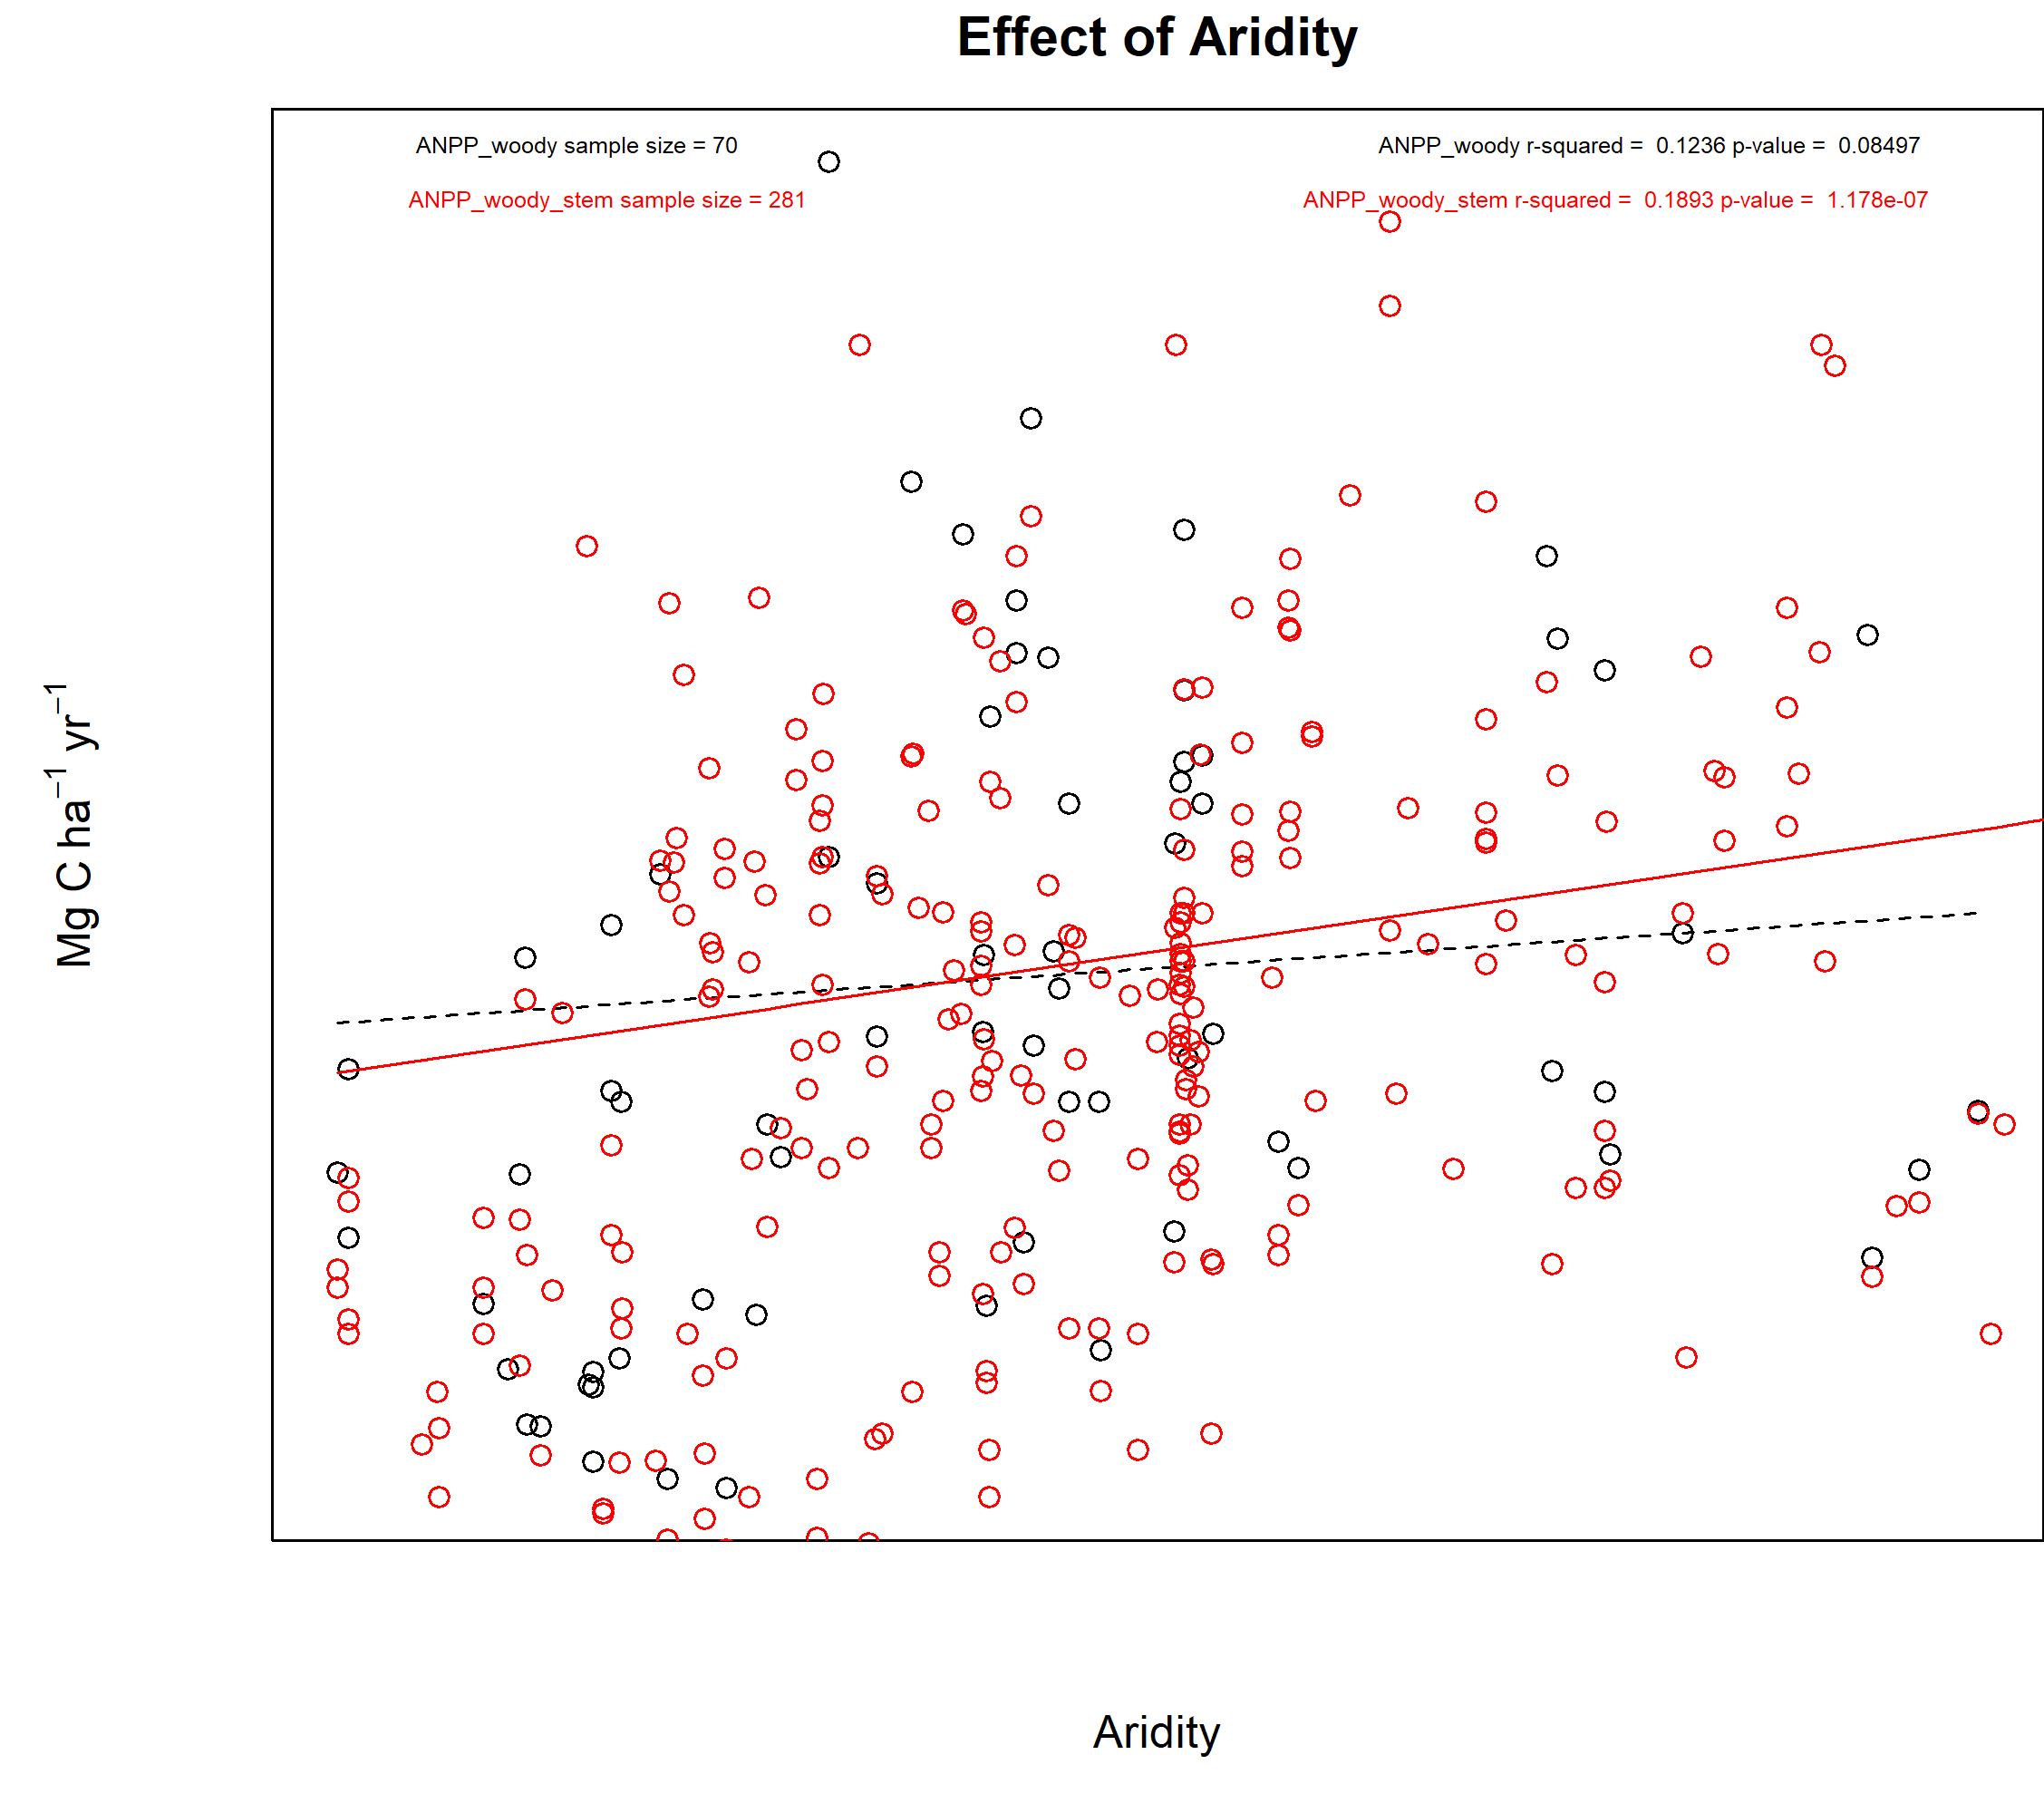 Effect of Aridity
ANPP_woody sample size = 70
ANPP_woody r-squared =  0.1236 p-value =  0.08497
ANPP_woody_stem sample size = 281
ANPP_woody_stem r-squared =  0.1893 p-value =  1.178e-07
Mg C ha⁻¹ yr⁻¹
Aridity